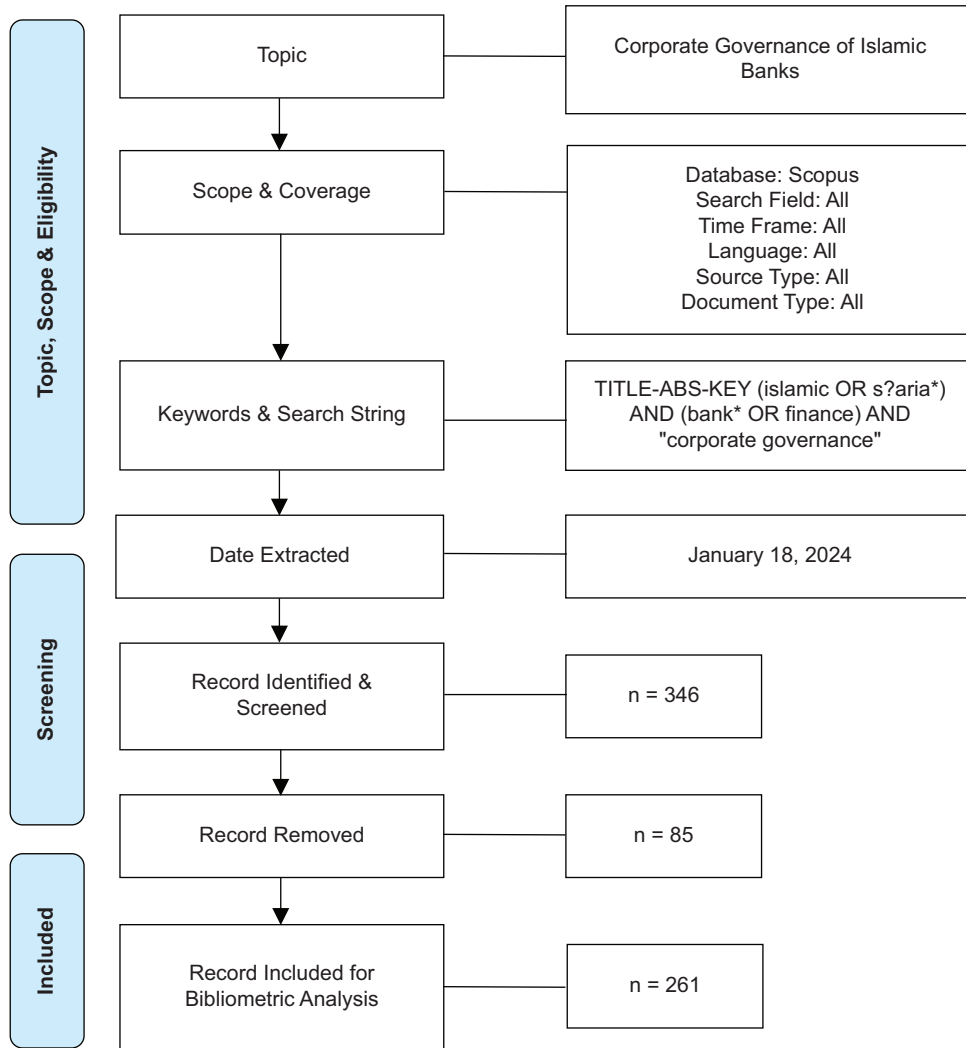 Topic, Scope & Eligibility
Topic
Corporate Governance of Islamic
Banks
Scope & Coverage
Database: Scopus
Search Field: All
Time Frame: All
Language: All
Source Type: All
Document Type: All
Keywords & Search String
TITLE-ABS-KEY (islamic OR s?aria*)
AND (bank* OR finance) AND
"corporate governance"
Screening
Date Extracted
January 18, 2024
Record Identified &
Screened
n = 346
Record Removed
n = 85
Included
Record Included for
Bibliometric Analysis
n = 261